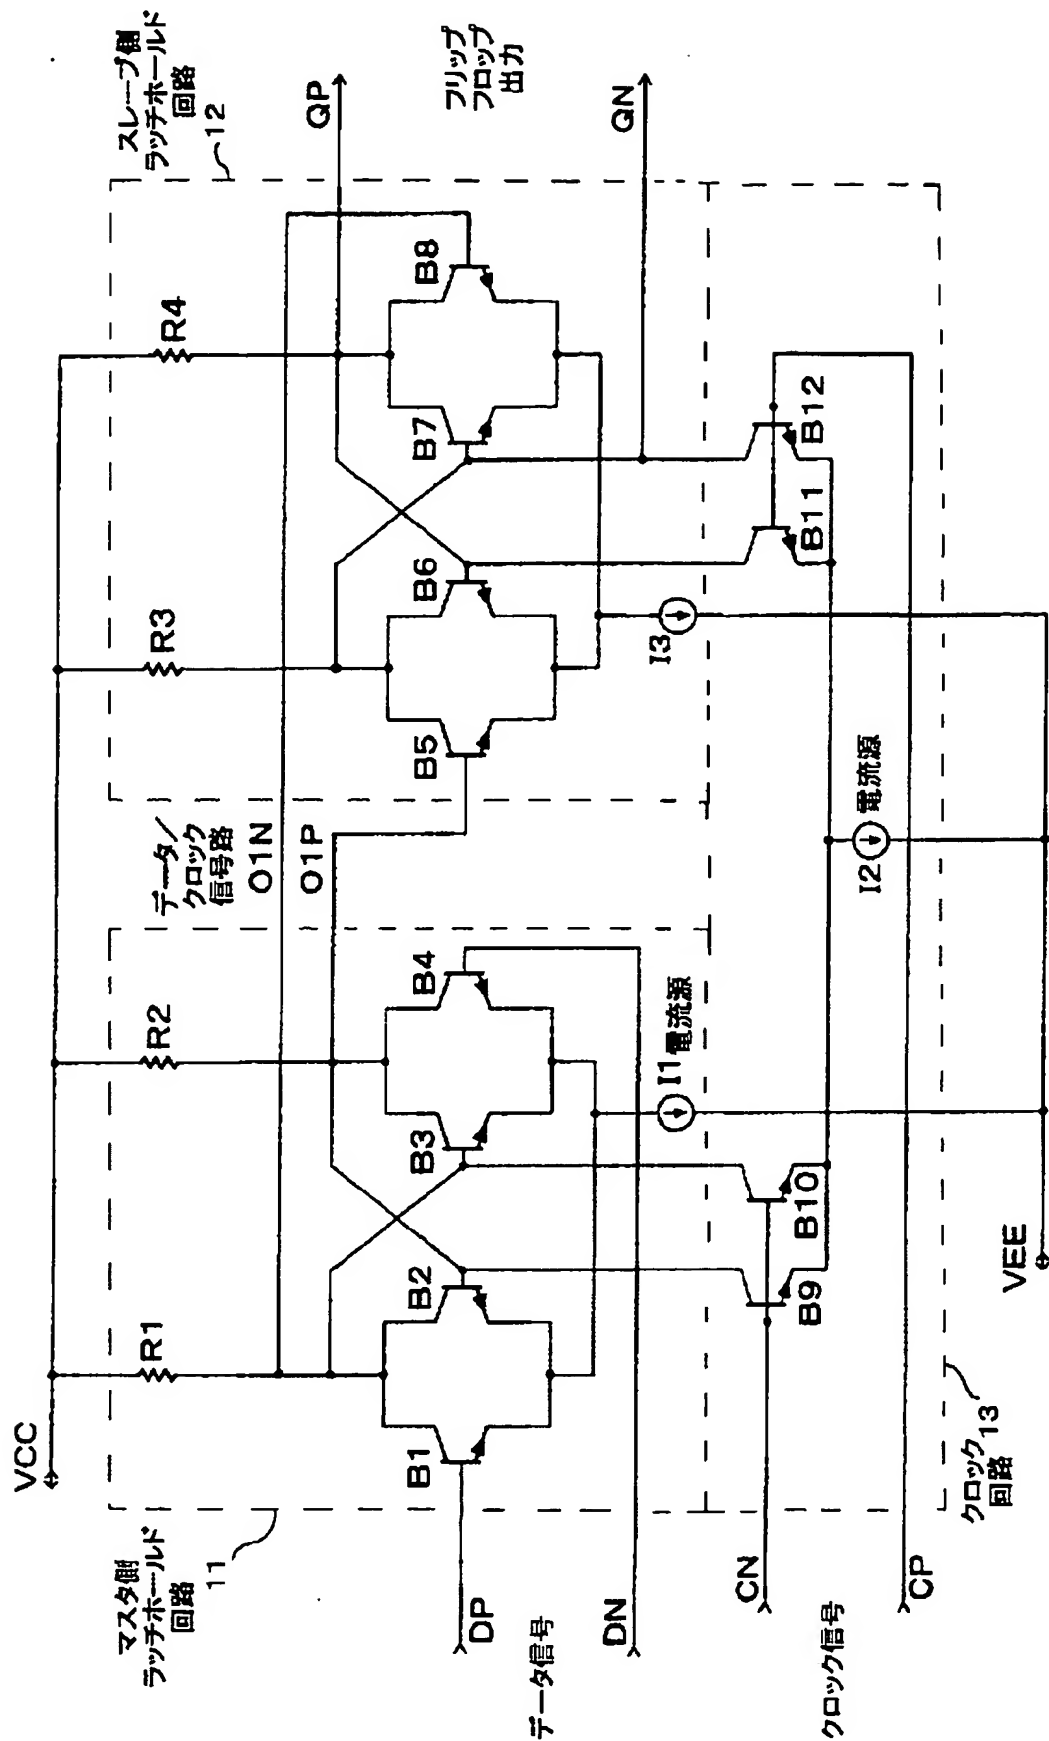 マスタ側
ラッチホールド
回路
11
VCC
R1
R2
R3
R4
データ/
クロック
信号路
O1N
O1P
スレーブ側
ラッチホールド
回路
12
QP
フリップ
フロップ
出力
QN
B1
B2
B3
B4
B5
B6
B7
B8
DP
データ信号
DN
I1 電流源
I3
CN
クロック信号
CP
B9
B10
B11
B12
I2 電流源
クロック
回路
13
VEE